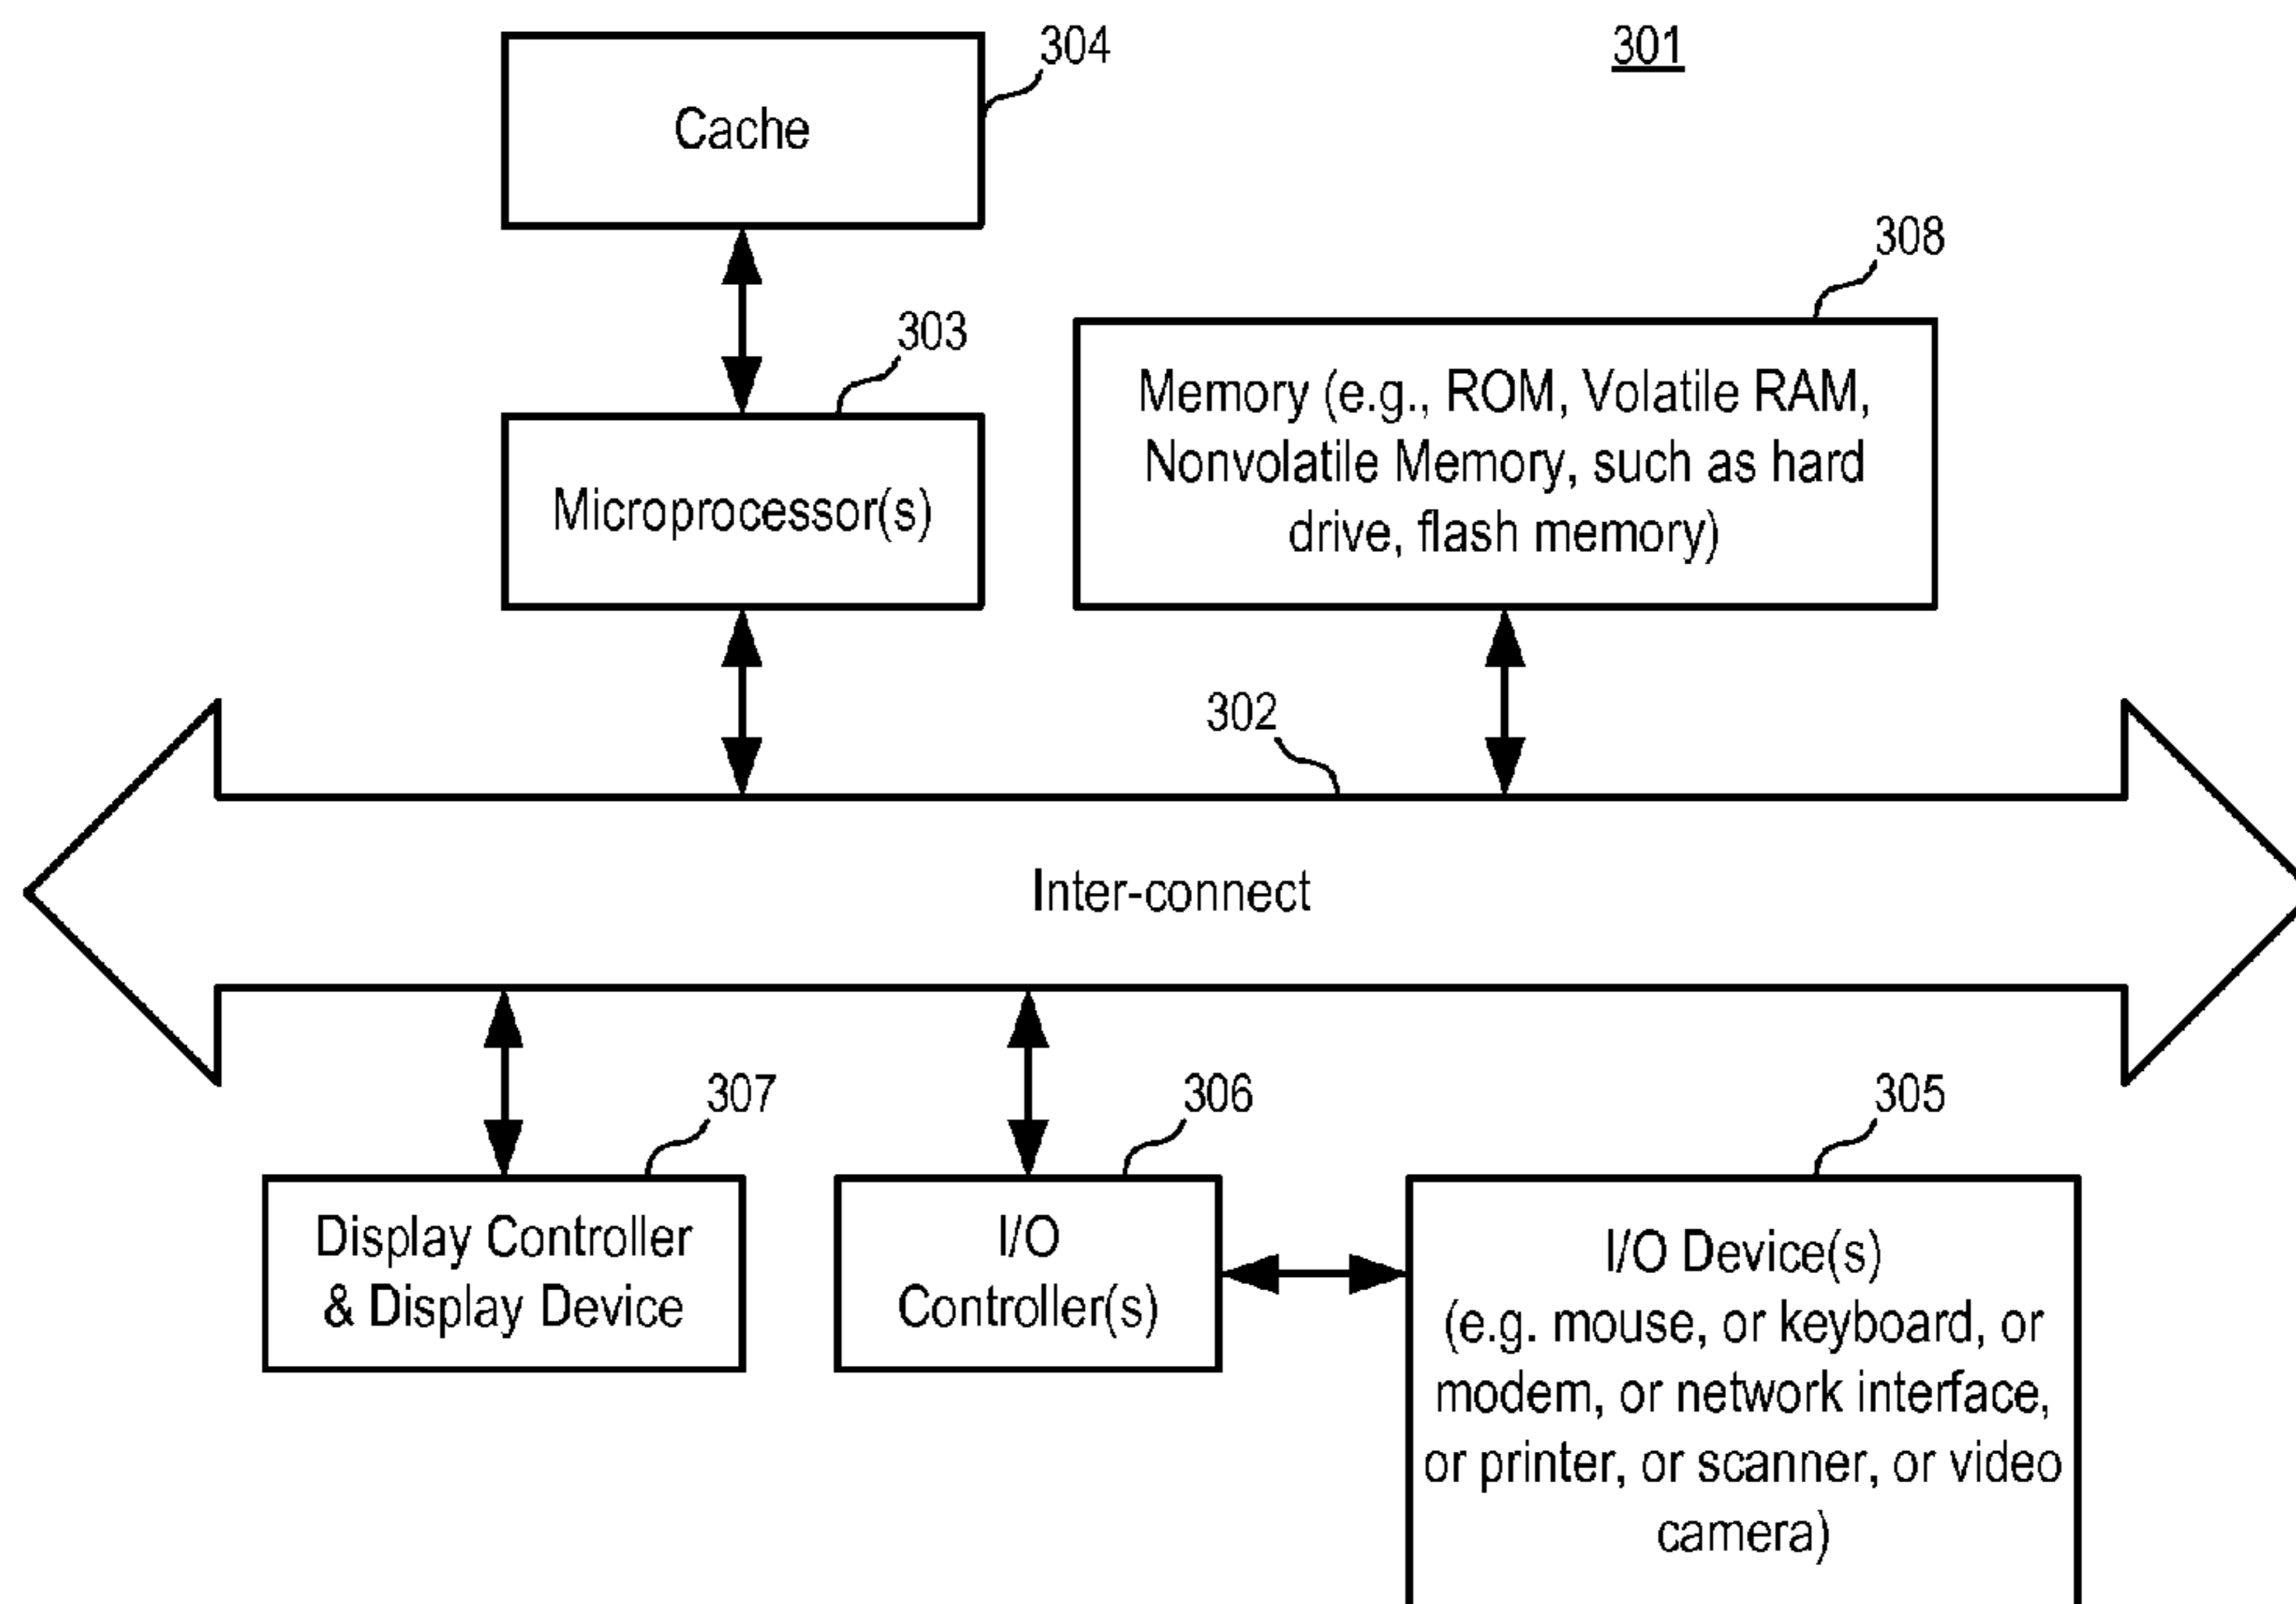 304
301
Cache
308
303
Memory (e.g., ROM, Volatile RAM,
Nonvolatile Memory, such as hard
drive, flash memory)
Microprocessor(s)
302
Inter-connect
307
306
305
Display Controller
& Display Device
I/O
Controller(s)
I/O Device(s)
(e.g. mouse, or keyboard, or
modem, or network interface,
or printer, or scanner, or video
camera)